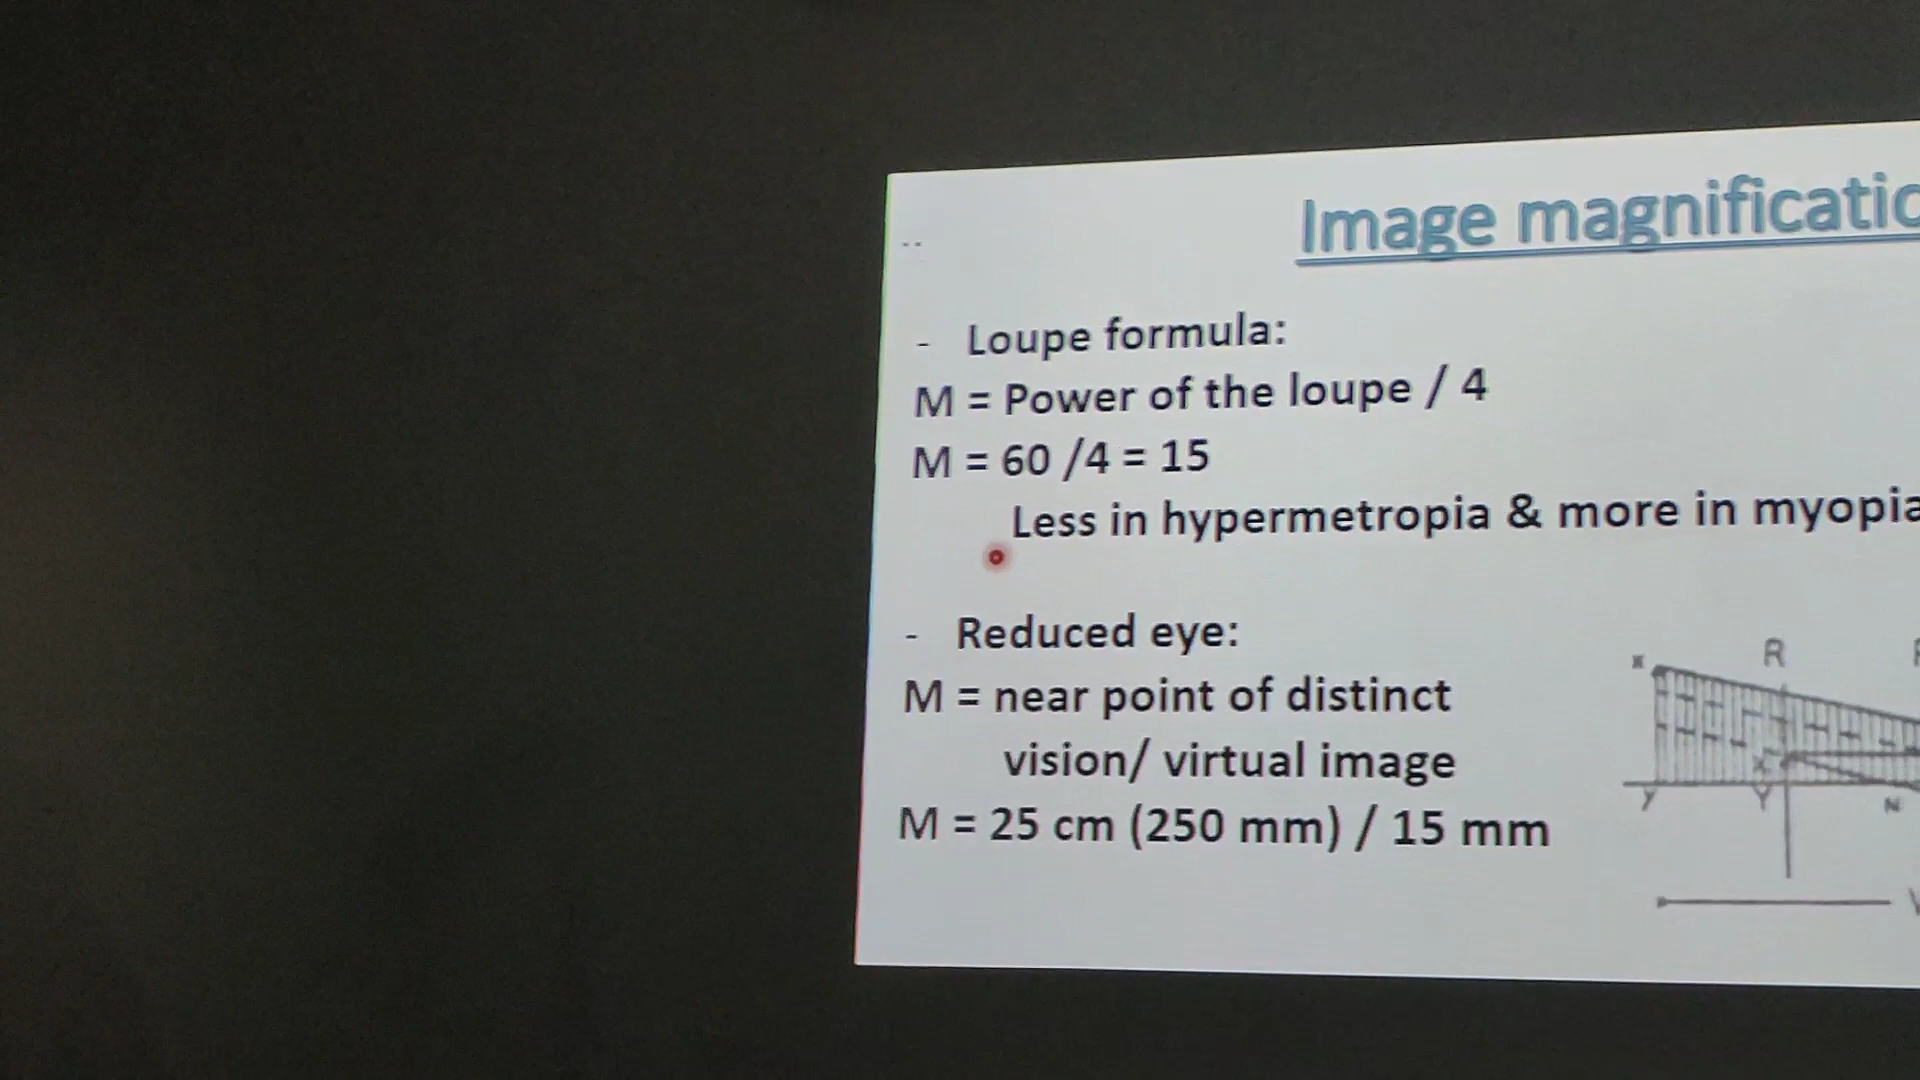 Image magnificatio
- Loupe formula:
M = Power of the loupe / 4
M = 60 /4 = 15
Less in hypermetropia & more in myopia
- Reduced eye:
M = near point of distinct
vision/ virtual image
M = 25 cm (250 mm) / 15 mm
x R
y Y N